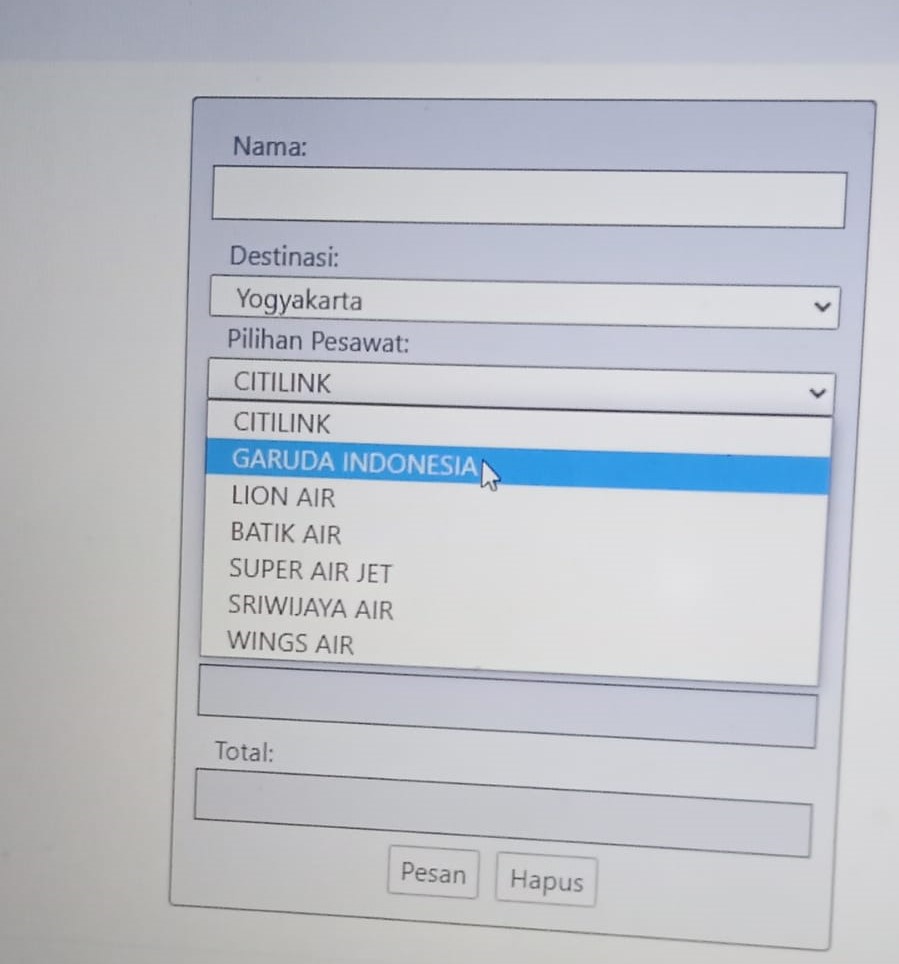 Nama:
Destinasi:
Yogyakarta
Pilihan Pesawat:
CITILINK
CITILINK
GARUDA INDONESIA
LION AIR
BATIK AIR
SUPER AIR JET
SRIWIJAYA AIR
WINGS AIR
Total:
Pesan
Hapus